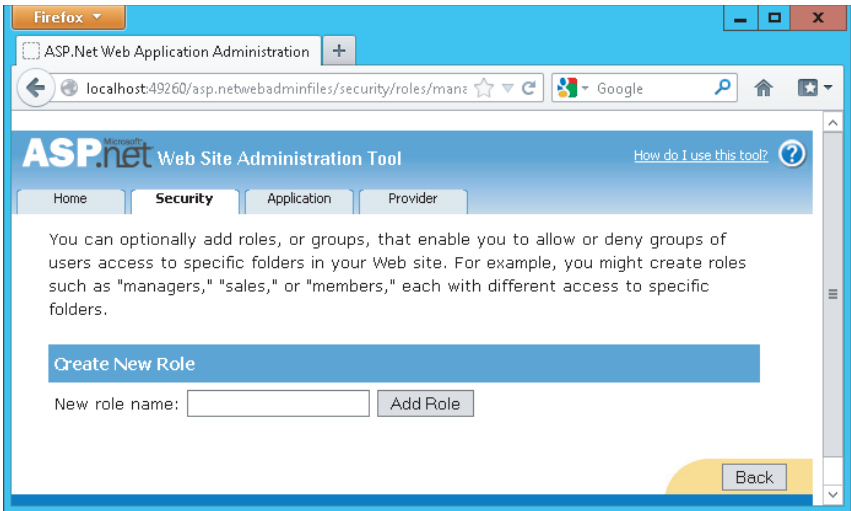 Firefox
ASP.Net Web Application Administration
localhost:49260/asp.netwebadminfiles/security/roles/mana
Google
Microsoft
ASP.net Web Site Administration Tool
How do I use this tool?
Home Security Application Provider
You can optionally add roles, or groups, that enable you to allow or deny groups of
users access to specific folders in your Web site. For example, you might create roles
such as "managers," "sales," or "members," each with different access to specific
folders.
Create New Role
New role name: Add Role
Back